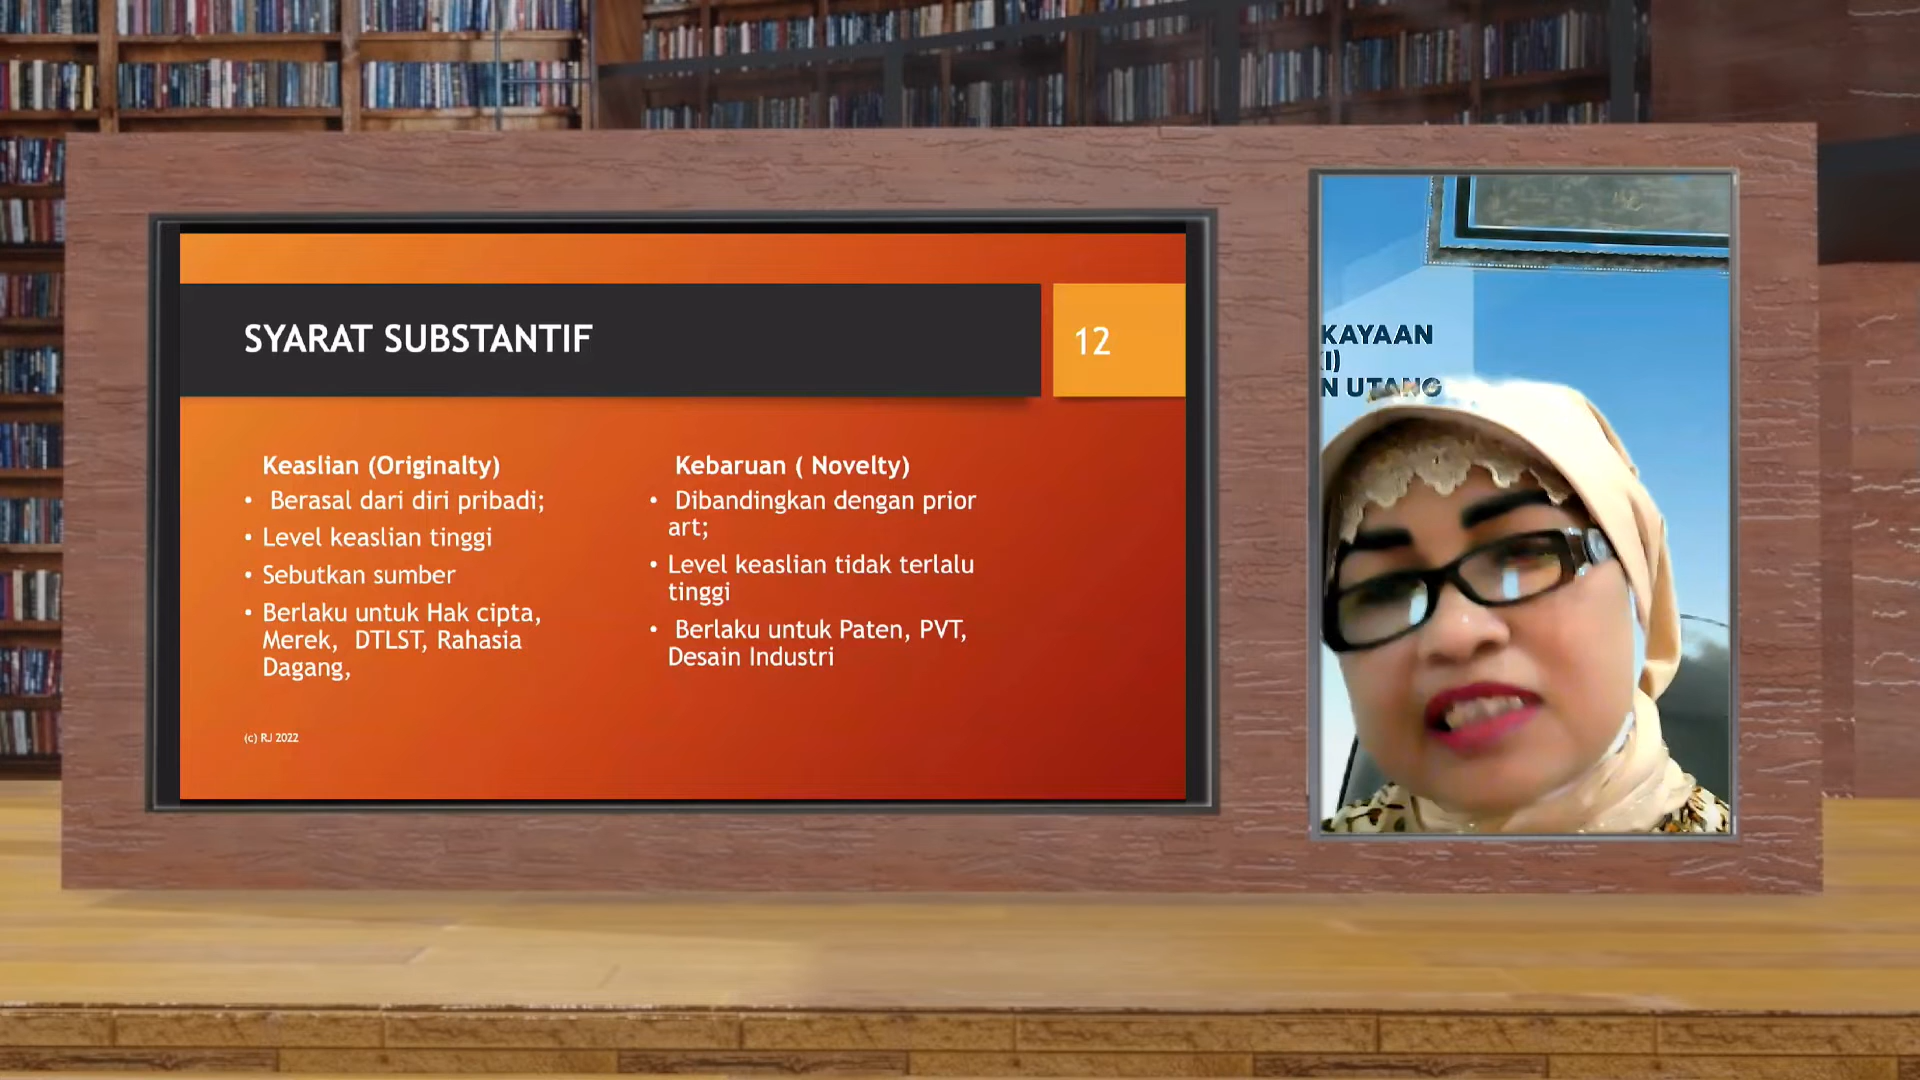 SYARAT SUBSTANTIF
12
Keaslian (Originalty)
• Berasal dari diri pribadi;
• Level keaslian tinggi
• Sebutkan sumber
• Berlaku untuk Hak cipta,
Merek, DTLST, Rahasia
Dagang,
Kebaruan ( Novelty)
• Dibandingkan dengan prior
art;
• Level keaslian tidak terlalu
tinggi
• Berlaku untuk Paten, PVT,
Desain Industri
(c) RJ 2022
KAYAAN
I)
N UTANG